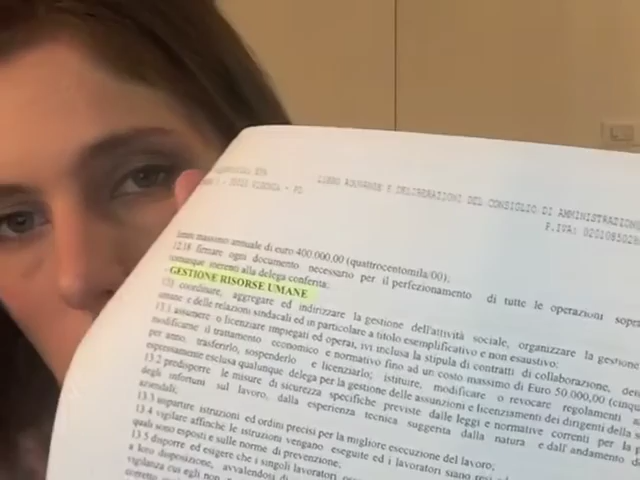 LIBRO ADUNANZE E DELIBERAZIONI DEL CONSIGLIO DI AMMINISTRAZIONE
P.IVA:
limite massimo annuale di euro 400.000,00 (quattrocentomila/00);
12.18 firmare ogni documento necessario per il perfezionamento di tutte le operazioni sopra
comunque inerenti alla delega conferita;
- GESTIONE RISORSE UMANE
coordinare, aggregare ed indirizzare la gestione dell'attività sociale, organizzare la gestione
umane e delle relazioni sindacali ed in particolare a titolo esemplificativo e non esaustivo:
13.1 assumere o licenziare impiegati ed operai, ivi inclusa la stipula di contratti di collaborazione,
modificarne il trattamento economico e normativo fino ad un costo massimo di Euro 50.000,00
per anno, trasferirlo, sospenderlo e licenziarlo; istituire, modificare o revocare regolamenti
espressamente esclusa qualunque delega per la gestione delle assunzioni e licenziamenti dei dirigenti della
13.2 predisporre le misure di sicurezza specifiche previste dalle leggi e normative correnti per la
degli infortuni sul lavoro, dalla esperienza tecnica suggerita dalla natura e dall'andamento
aziendali;
13.3 impartire istruzioni ed ordini precisi per la migliore esecuzione del lavoro;
13.4 vigilare affinché le istruzioni vengano eseguite ed i lavoratori siano resi
quali sono esposti e sulle norme di prevenzione;
13.5 disporre ed esigere che i singoli lavoratori
a loro disposizione, avvalendosi
vigilanza cui egli non